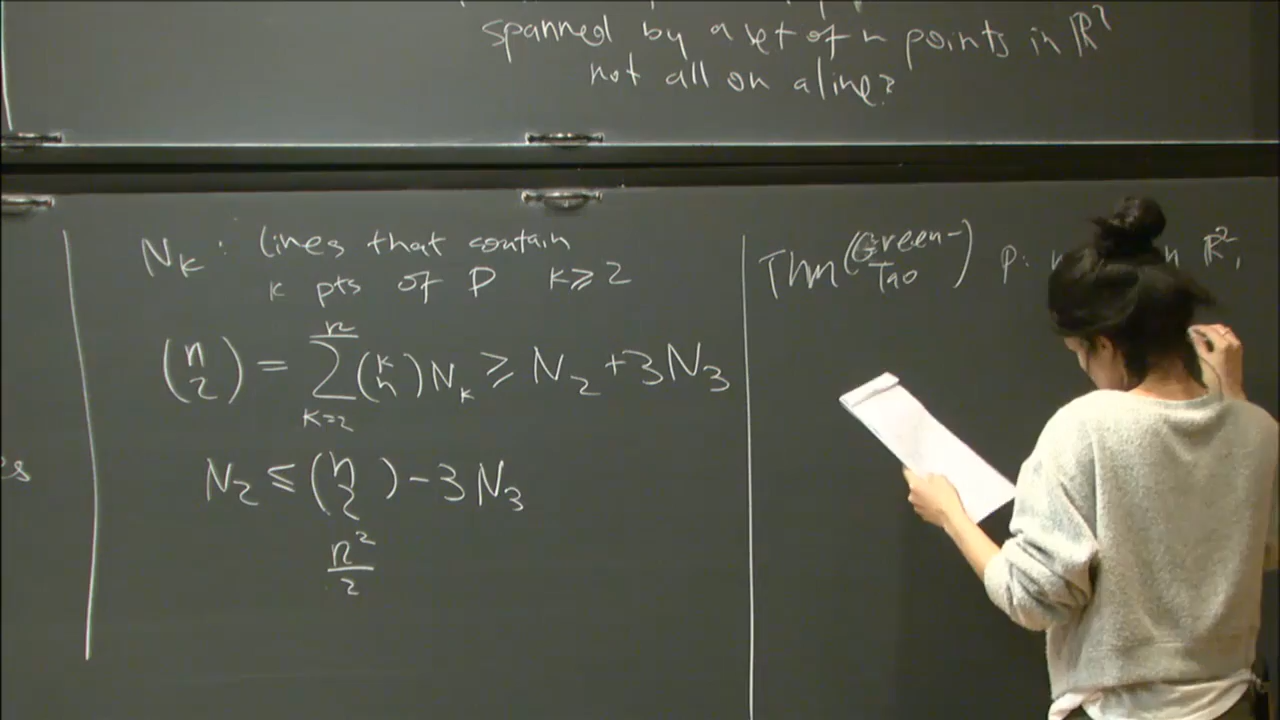 spanned by a set of n points in ℝ²
not all on a line?
N_k : lines that contain
k pts of P k ≥ 2
(n 2) = ∑_{k=2}^{n} (k n) N_k ≥ N_2 + 3N_3
N_2 ≤ (n 2) - 3N_3
n²/2
es
Thm (Green-Tao) P: n ℝ²,